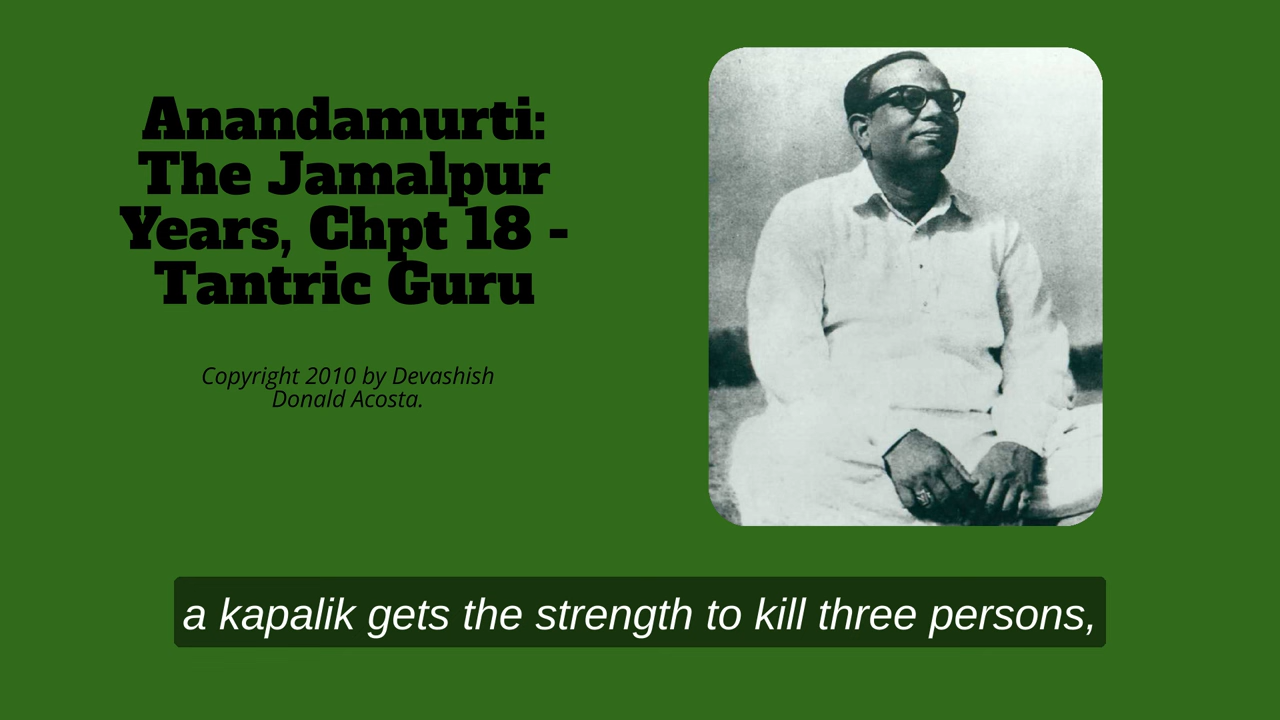 Anandamurti:
The Jamalpur
Years, Chpt 18 -
Tantric Guru
Copyright 2010 by Devashish
Donald Acosta.
a kapalik gets the strength to kill three persons,